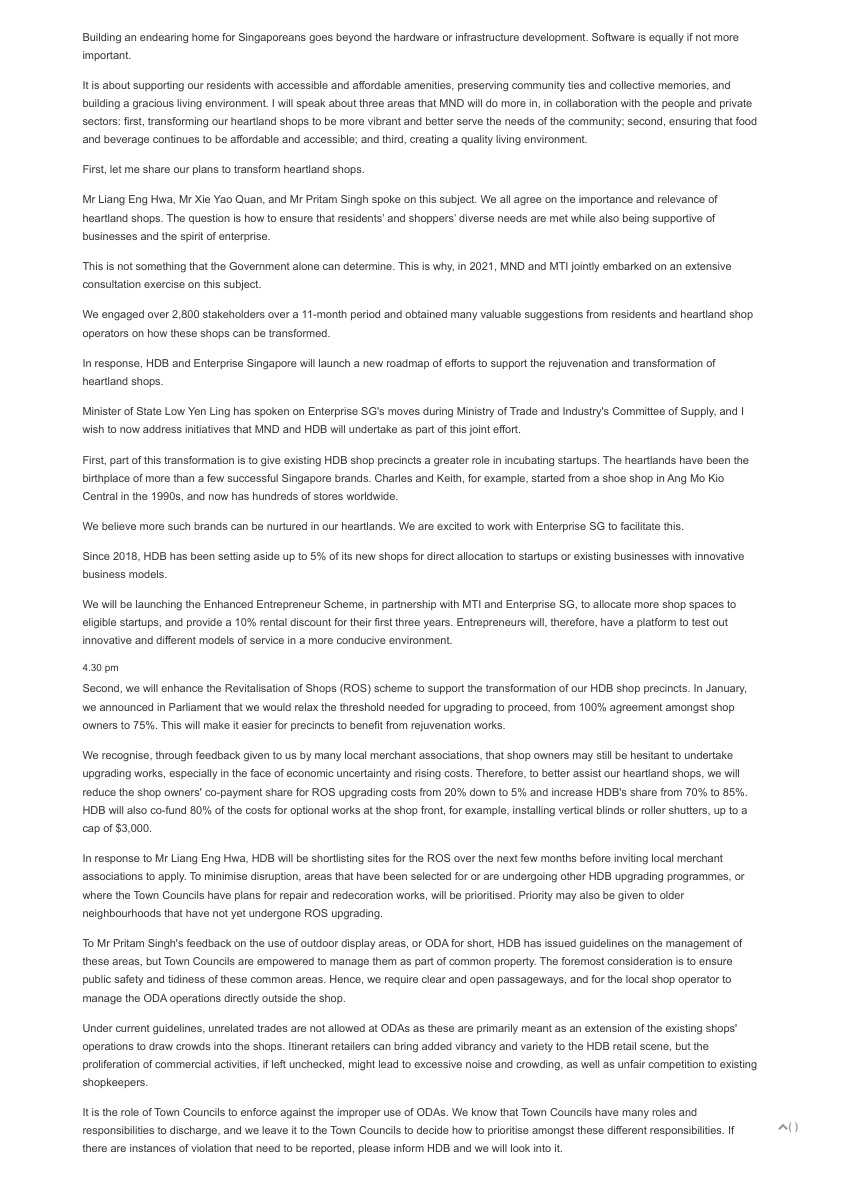 Building an endearing home for Singaporeans goes beyond the hardware or infrastructure development. Software is equally if not more
important.
It is about supporting our residents with accessible and affordable amenities, preserving community ties and collective memories, and
building a gracious living environment. I will speak about three areas that MND will do more in, in collaboration with the people and private
sectors: first, transforming our heartland shops to be more vibrant and better serve the needs of the community; second, ensuring that food
and beverage continues to be affordable and accessible; and third, creating a quality living environment.
First, let me share our plans to transform heartland shops.
Mr Liang Eng Hwa, Mr Xie Yao Quan, and Mr Pritam Singh spoke on this subject. We all agree on the importance and relevance of
heartland shops. The question is how to ensure that residents' and shoppers' diverse needs are met while also being supportive of
businesses and the spirit of enterprise.
This is not something that the Government alone can determine. This is why, in 2021, MND and MTI jointly embarked on an extensive
consultation exercise on this subject.
We engaged over 2,800 stakeholders over a 11-month period and obtained many valuable suggestions from residents and heartland shop
operators on how these shops can be transformed.
In response, HDB and Enterprise Singapore will launch a new roadmap of efforts to support the rejuvenation and transformation of
heartland shops.
Minister of State Low Yen Ling has spoken on Enterprise SG's moves during Ministry of Trade and Industry's Committee of Supply, and I
wish to now address initiatives that MND and HDB will undertake as part of this joint effort.
First, part of this transformation is to give existing HDB shop precincts a greater role in incubating startups. The heartlands have been the
birthplace of more than a few successful Singapore brands. Charles and Keith, for example, started from a shoe shop in Ang Mo Kio
Central in the 1990s, and now has hundreds of stores worldwide.
We believe more such brands can be nurtured in our heartlands. We are excited to work with Enterprise SG to facilitate this.
Since 2018, HDB has been setting aside up to 5% of its new shops for direct allocation to startups or existing businesses with innovative
business models.
We will be launching the Enhanced Entrepreneur Scheme, in partnership with MTI and Enterprise SG, to allocate more shop spaces to
eligible startups, and provide a 10% rental discount for their first three years. Entrepreneurs will, therefore, have a platform to test out
innovative and different models of service in a more conducive environment.
4.30 pm
Second, we will enhance the Revitalisation of Shops (ROS) scheme to support the transformation of our HDB shop precincts. In January,
we announced in Parliament that we would relax the threshold needed for upgrading to proceed, from 100% agreement amongst shop
owners to 75%. This will make it easier for precincts to benefit from rejuvenation works.
We recognise, through feedback given to us by many local merchant associations, that shop owners may still be hesitant to undertake
upgrading works, especially in the face of economic uncertainty and rising costs. Therefore, to better assist our heartland shops, we will
reduce the shop owners' co-payment share for ROS upgrading costs from 20% down to 5% and increase HDB's share from 70% to 85%.
HDB will also co-fund 80% of the costs for optional works at the shop front, for example, installing vertical blinds or roller shutters, up to a
cap of $3,000.
In response to Mr Liang Eng Hwa, HDB will be shortlisting sites for the ROS over the next few months before inviting local merchant
associations to apply. To minimise disruption, areas that have been selected for or are undergoing other HDB upgrading programmes, or
where the Town Councils have plans for repair and redecoration works, will be prioritised. Priority may also be given to older
neighbourhoods that have not yet undergone ROS upgrading.
To Mr Pritam Singh's feedback on the use of outdoor display areas, or ODA for short, HDB has issued guidelines on the management of
these areas, but Town Councils are empowered to manage them as part of common property. The foremost consideration is to ensure
public safety and tidiness of these common areas. Hence, we require clear and open passageways, and for the local shop operator to
manage the ODA operations directly outside the shop.
Under current guidelines, unrelated trades are not allowed at ODAs as these are primarily meant as an extension of the existing shops'
operations to draw crowds into the shops. Itinerant retailers can bring added vibrancy and variety to the HDB retail scene, but the
proliferation of commercial activities, if left unchecked, might lead to excessive noise and crowding, as well as unfair competition to existing
shopkeepers.
It is the role of Town Councils to enforce against the improper use of ODAs. We know that Town Councils have many roles and
responsibilities to discharge, and we leave it to the Town Councils to decide how to prioritise amongst these different responsibilities. If
there are instances of violation that need to be reported, please inform HDB and we will look into it.
( )